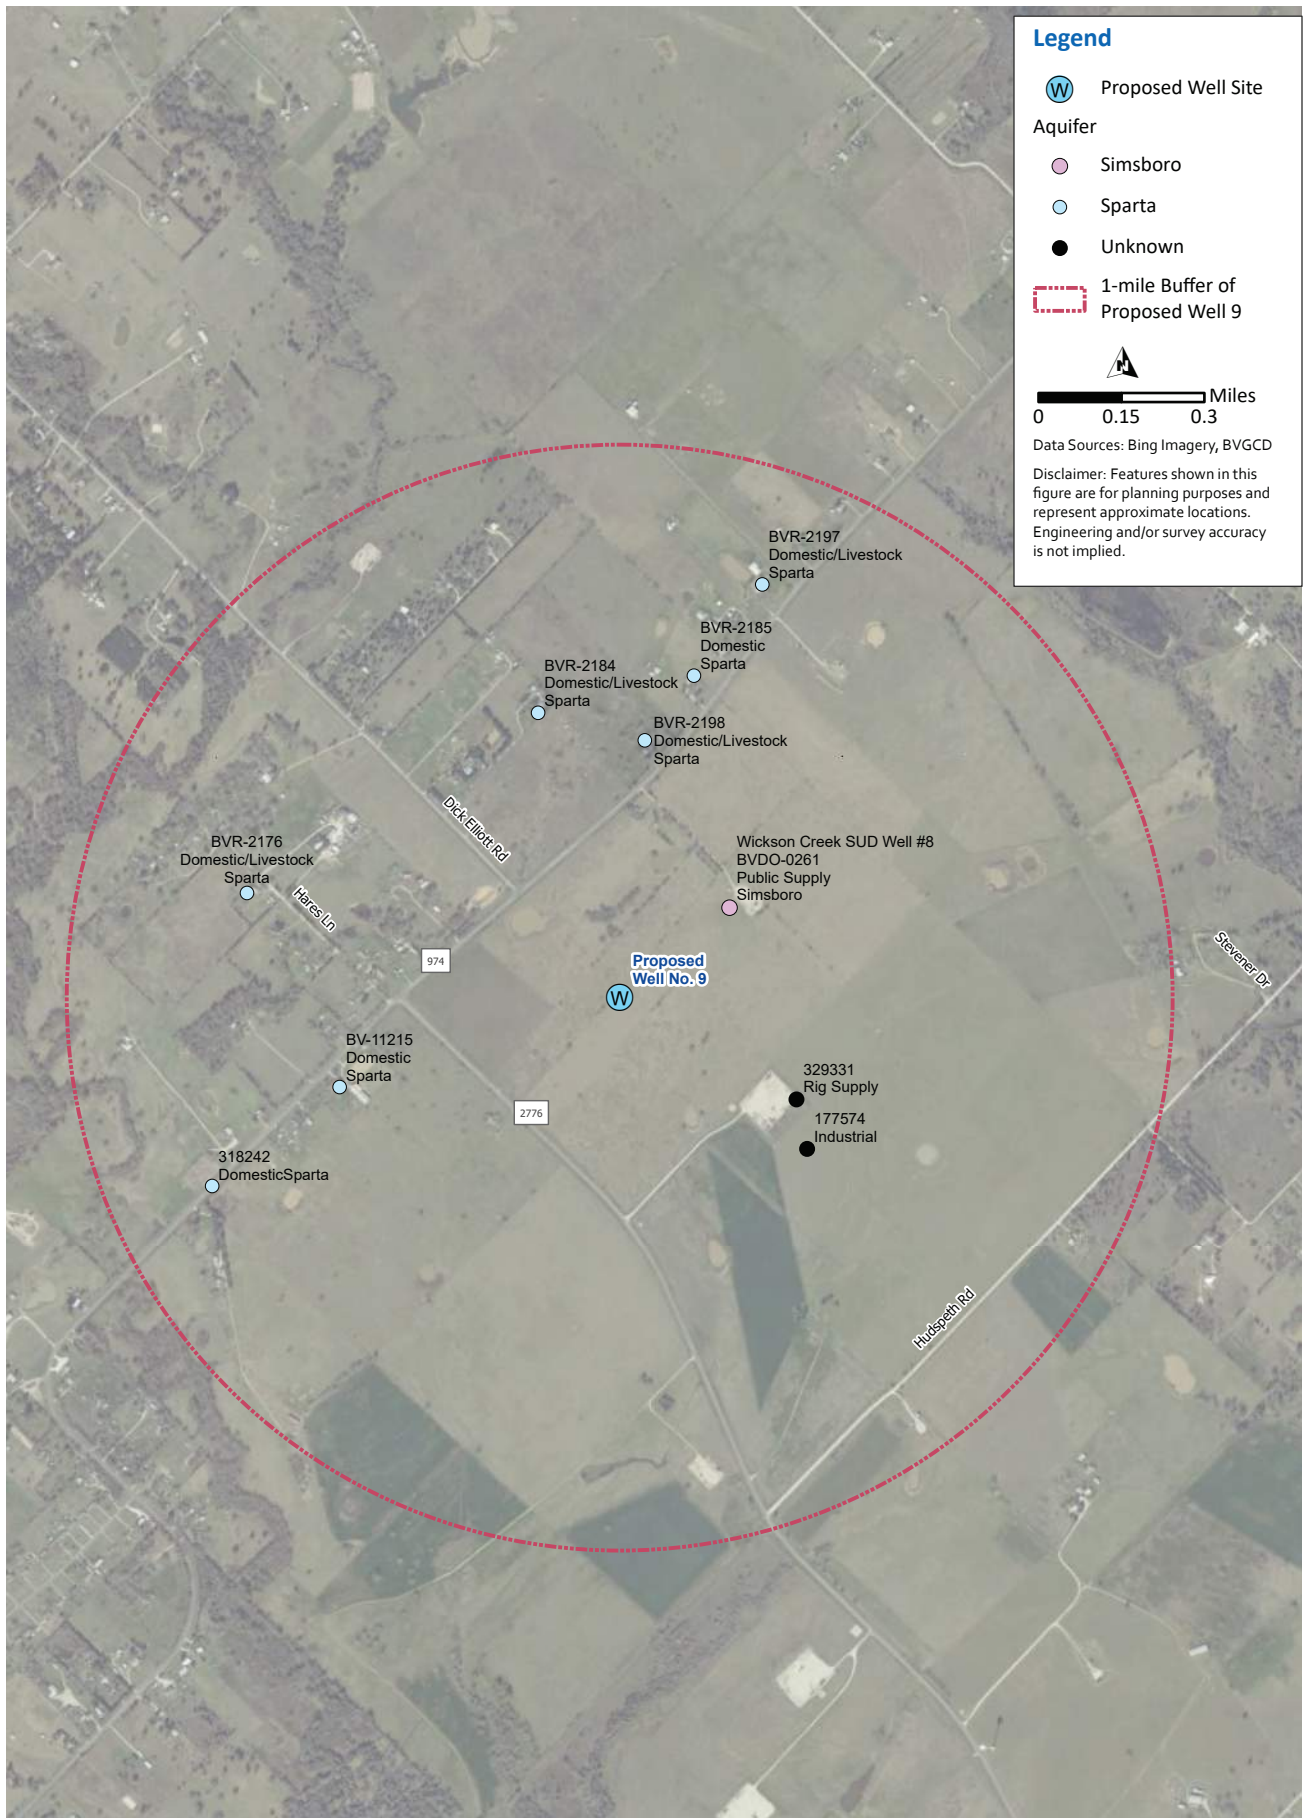 Legend
W Proposed Well Site
Aquifer
Simsboro
Sparta
Unknown
1-mile Buffer of
Proposed Well 9
N
Miles
0 0.15 0.3
Data Sources: Bing Imagery, BVGCD
Disclaimer: Features shown in this
figure are for planning purposes and
represent approximate locations.
Engineering and/or survey accuracy
is not implied.
BVR-2197
Domestic/Livestock
Sparta
BVR-2185
Domestic
Sparta
BVR-2184
Domestic/Livestock
Sparta
BVR-2198
Domestic/Livestock
Sparta
Dick Elliott Rd
BVR-2176
Domestic/Livestock
Sparta
Hares Ln
Wickson Creek SUD Well #8
BVDO-0261
Public Supply
Simsboro
974
Stevener Dr
Proposed
Well No. 9
W
BV-11215
Domestic
Sparta
329331
Rig Supply
2776
177574
Industrial
318242
DomesticSparta
Hudspeth Rd